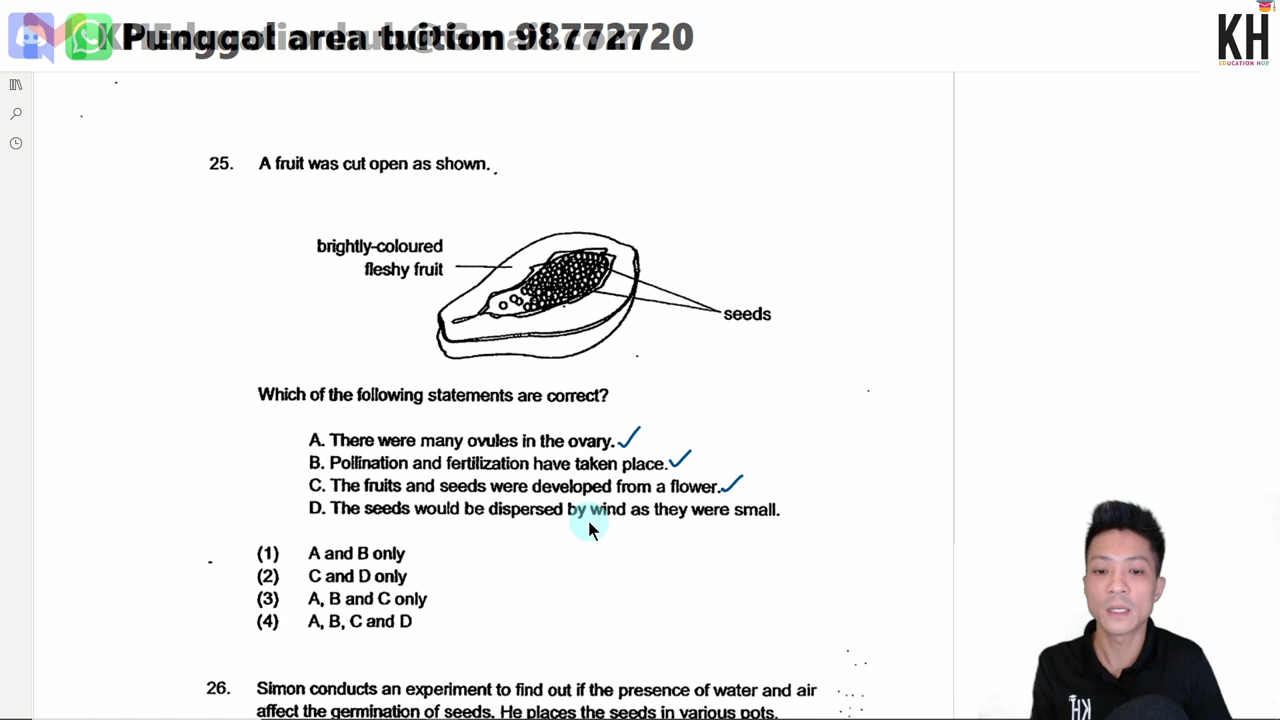 Punggol area tuition 98772720
KH
EDUCATION HUB
25. A fruit was cut open as shown.
brightly-coloured
fleshy fruit
seeds
Which of the following statements are correct?
A. There were many ovules in the ovary.
B. Pollination and fertilization have taken place.
C. The fruits and seeds were developed from a flower.
D. The seeds would be dispersed by wind as they were small.
(1) A and B only
(2) C and D only
(3) A, B and C only
(4) A, B, C and D
26. Simon conducts an experiment to find out if the presence of water and air
affect the germination of seeds. He places the seeds in various pots.
KH